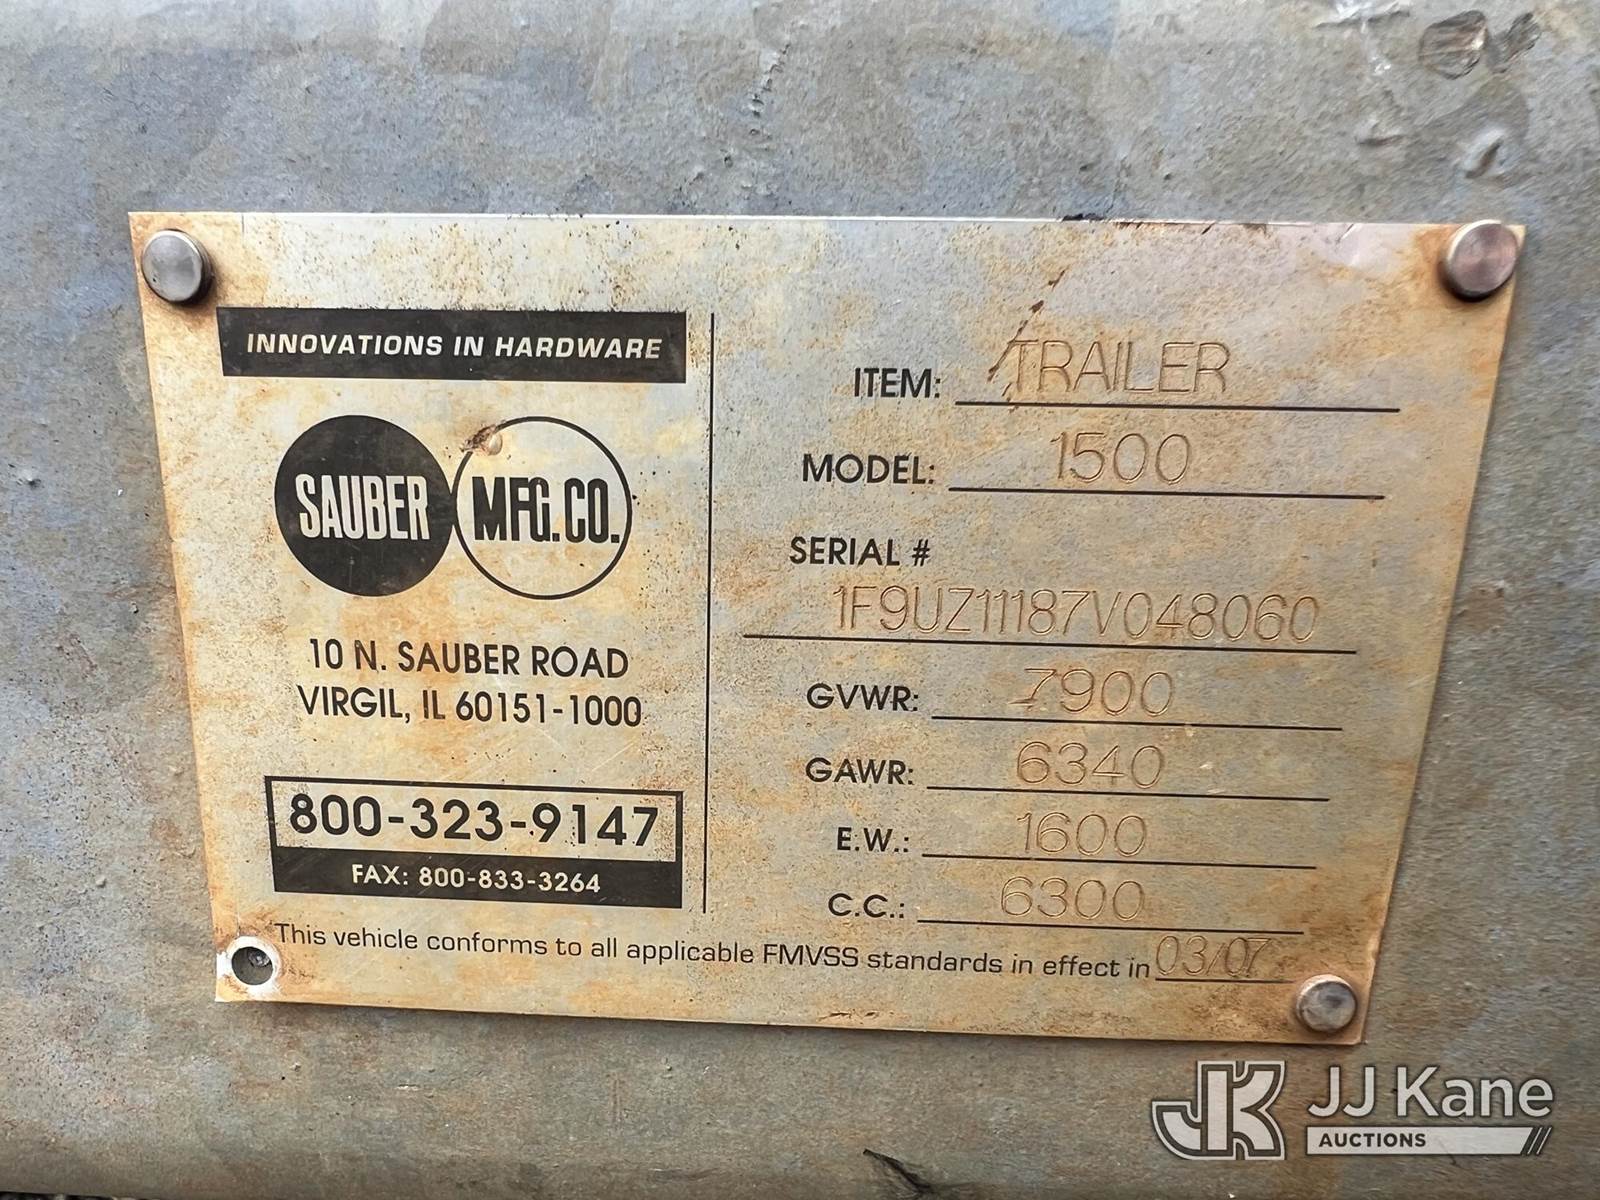 INNOVATIONS IN HARDWARE
SAUBER MFG. CO.
10 N. SAUBER ROAD
VIRGIL, IL 60151-1000
800-323-9147
FAX: 800-833-3264
ITEM: TRAILER
MODEL: 1500
SERIAL #
1F9UZ11187V048060
GVWR: 7900
GAWR: 6340
E.W.: 1600
C.C.: 6300
This vehicle conforms to all applicable FMVSS standards in effect in 03/07
JK JJ Kane
AUCTIONS